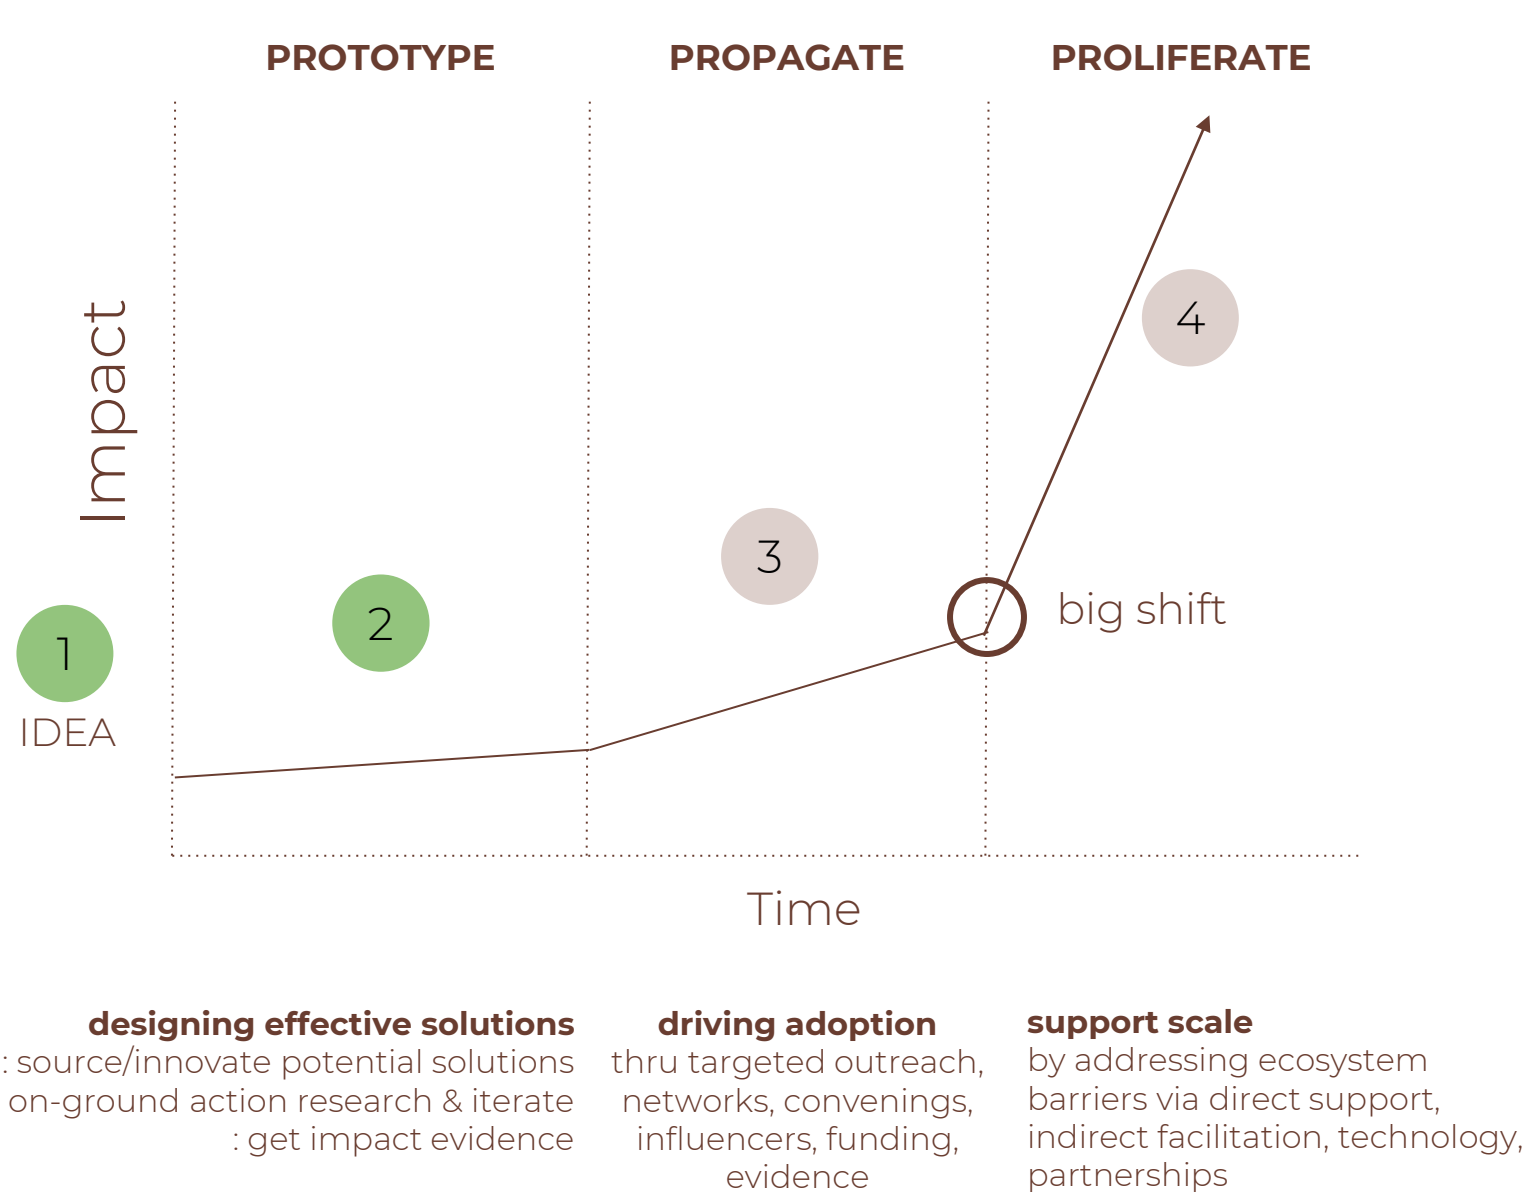 PROTOTYPE
PROPAGATE
PROLIFERATE
Impact
4
3
big shift
2
1
IDEA
Time
designing effective solutions
: source/innovate potential solutions
on-ground action research & iterate
: get impact evidence
driving adoption
thru targeted outreach,
networks, convenings,
influencers, funding,
evidence
support scale
by addressing ecosystem
barriers via direct support,
indirect facilitation, technology,
partnerships